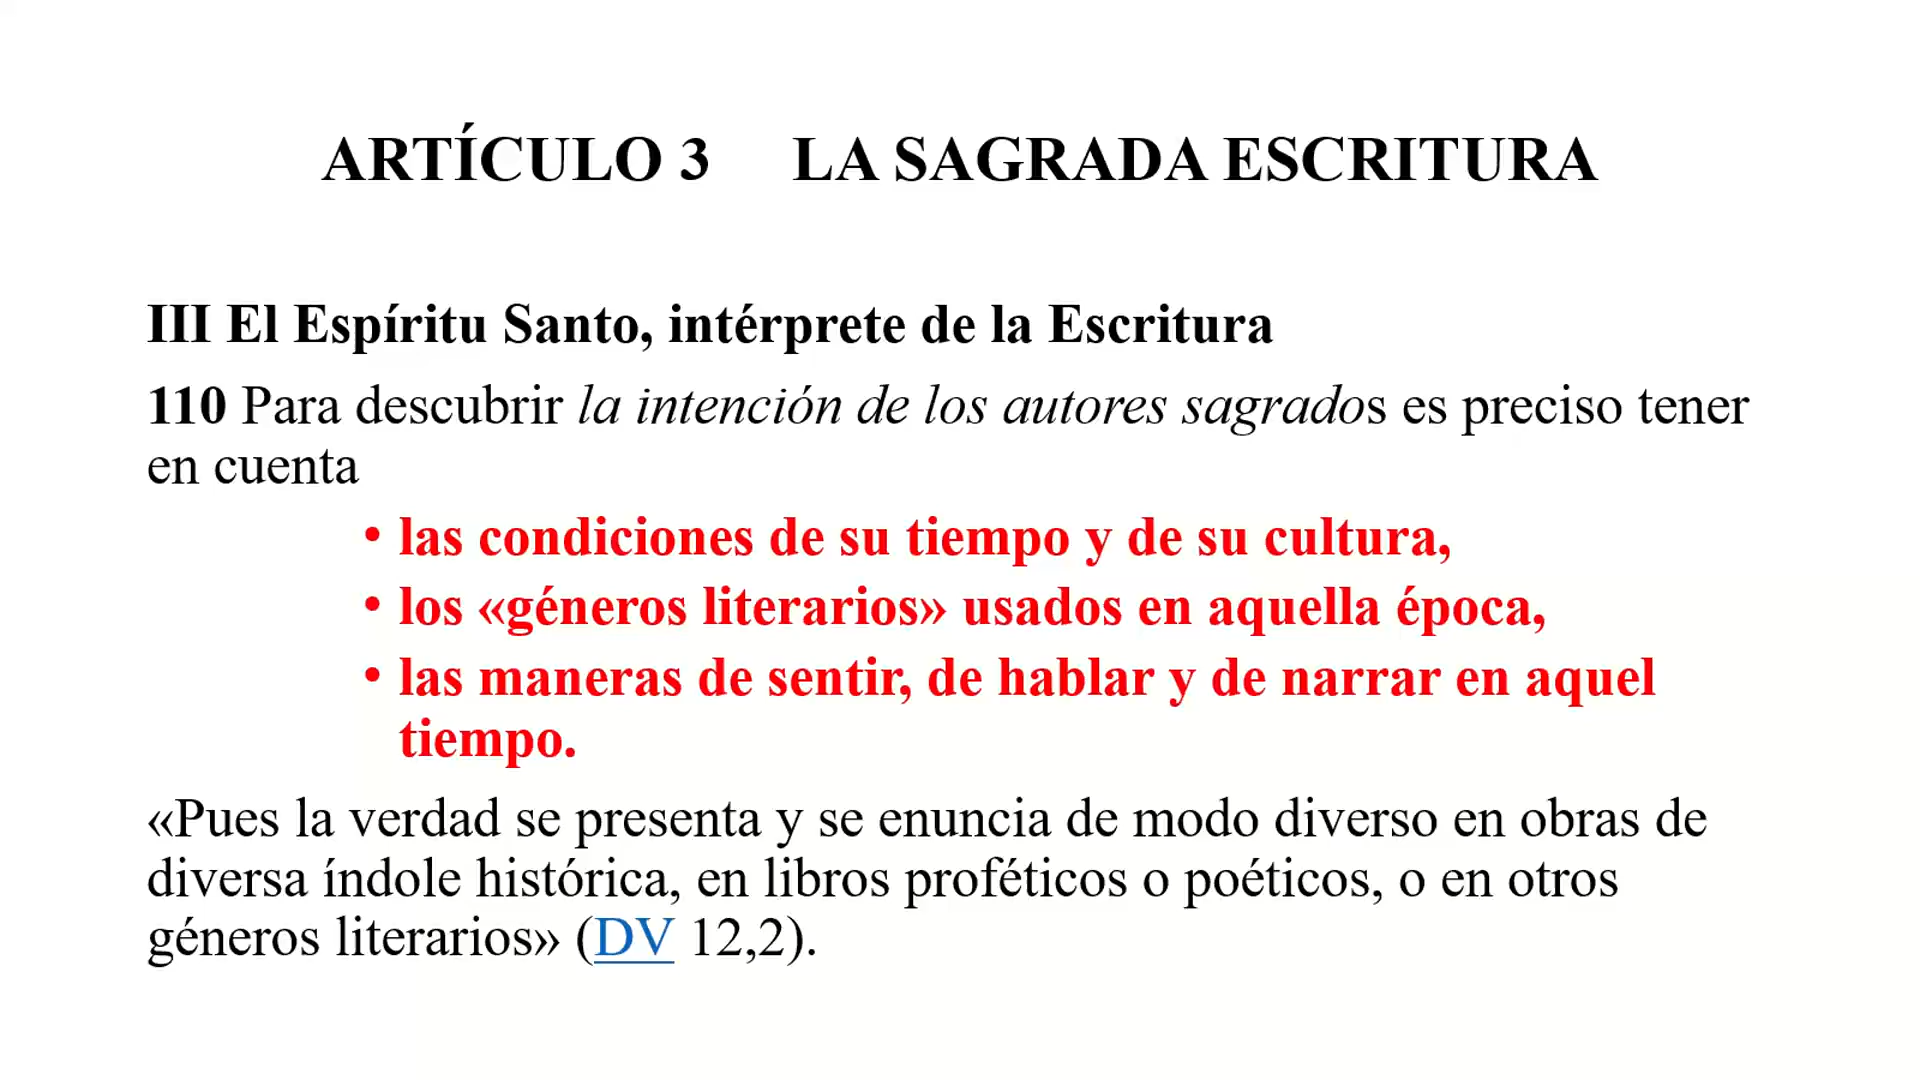 ARTÍCULO 3 LA SAGRADA ESCRITURA
III El Espíritu Santo, intérprete de la Escritura
110 Para descubrir la intención de los autores sagrados es preciso tener
en cuenta
• las condiciones de su tiempo y de su cultura,
• los «géneros literarios» usados en aquella época,
• las maneras de sentir, de hablar y de narrar en aquel
tiempo.
«Pues la verdad se presenta y se enuncia de modo diverso en obras de
diversa índole histórica, en libros proféticos o poéticos, o en otros
géneros literarios» (DV 12,2).